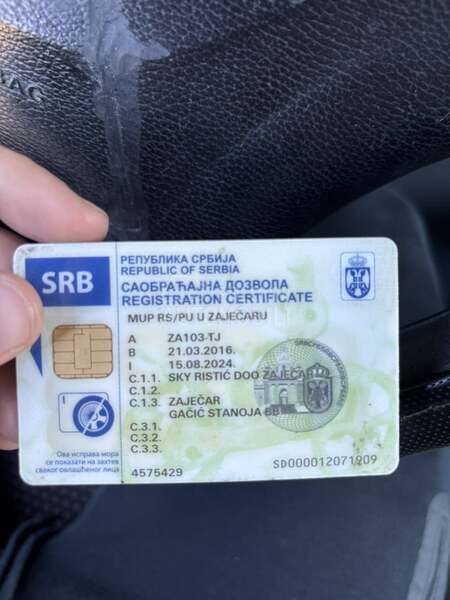 BAG
SRB
РЕПУБЛИКА СРБИЈА
REPUBLIC OF SERBIA
САОБРАЋАЈНА ДОЗВОЛА
REGISTRATION CERTIFICATE
MUP RS/PU U ZAJEČARU
A ZA103-TJ
B 21.03.2016.
I 15.08.2024.
C.1.1. SKY RISTIĆ DOO ZAJEČAR
C.1.2.
C.1.3. ZAJEČAR
GAČIĆ STANOJA BB
C.3.1.
C.3.2.
C.3.3.
Ова исправа мора
се показати на захтев
сваког овлашћеног лица
4575429
SD000012071909